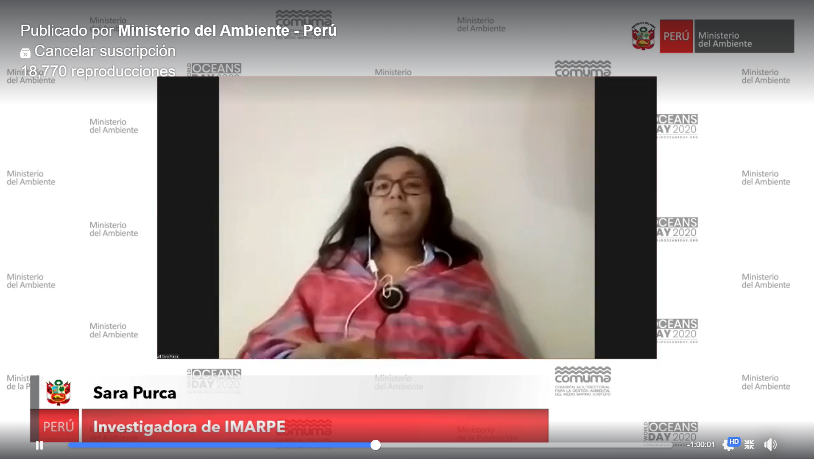 Publicado por Ministerio del Ambiente - Perú
Cancelar suscripción
18,770 reproducciones
PERÚ
Ministerio
del Ambiente
comuma
OCEANS
DAY 2020
Ministerio
del Ambiente
Sara Purca
PERÚ
Investigadora de IMARPE
-1:00:01
HD